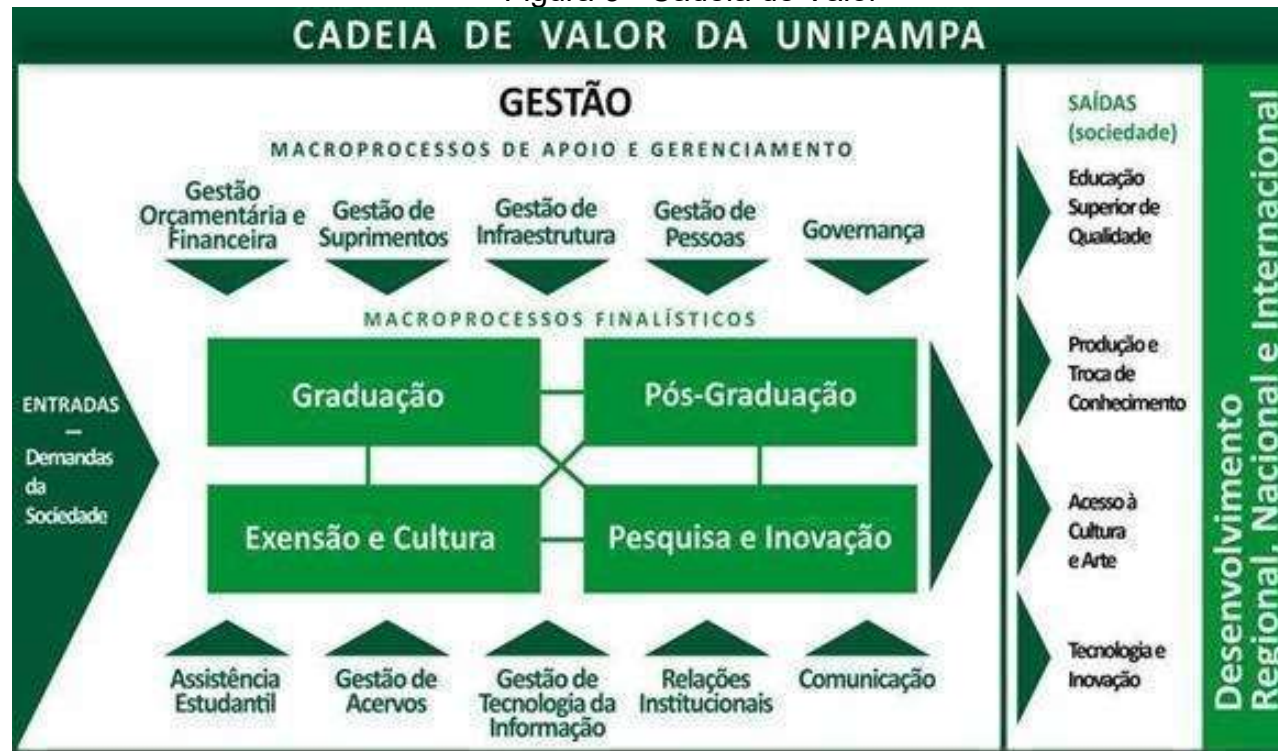 CADEIA DE VALOR DA UNIPAMPA
GESTÃO
MACROPROCESSOS DE APOIO E GERENCIAMENTO
Gestão
Orçamentária e
Financeira
Gestão de
Suprimentos
Gestão de
Infraestrutura
Gestão de
Pessoas
Governança
MACROPROCESSOS FINALÍSTICOS
ENTRADAS
—
Demandas
da
Sociedade
Graduação
Pós-Graduação
Exensão e Cultura
Pesquisa e Inovação
Assistência
Estudantil
Gestão de
Acervos
Gestão de
Tecnologia da
Informação
Relações
Institucionais
Comunicação
SAÍDAS
(sociedade)
Educação
Superior de
Qualidade
Produção e
Troca de
Conhecimento
Acesso à
Cultura
e Arte
Tecnologia e
Inovação
Desenvolvimento
Regional, Nacional e Internacional